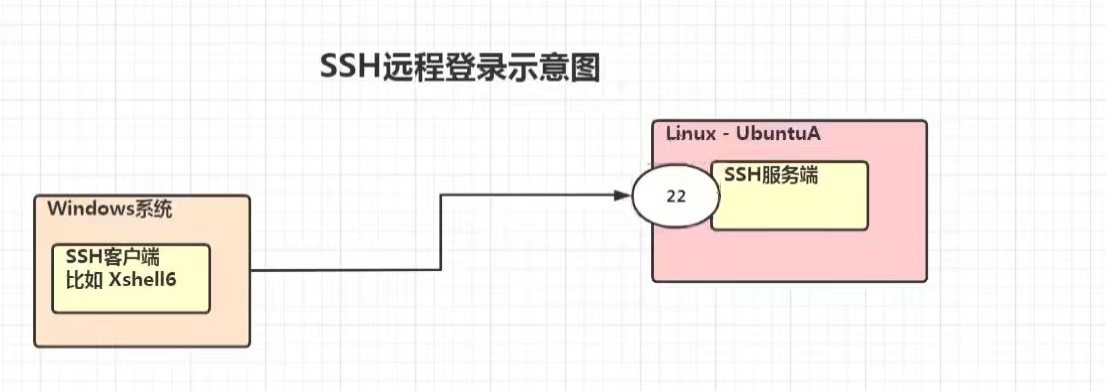 SSH远程登录示意图
Linux - UbuntuA
SSH服务端
22
Windows系统
SSH客户端
比如 Xshell6